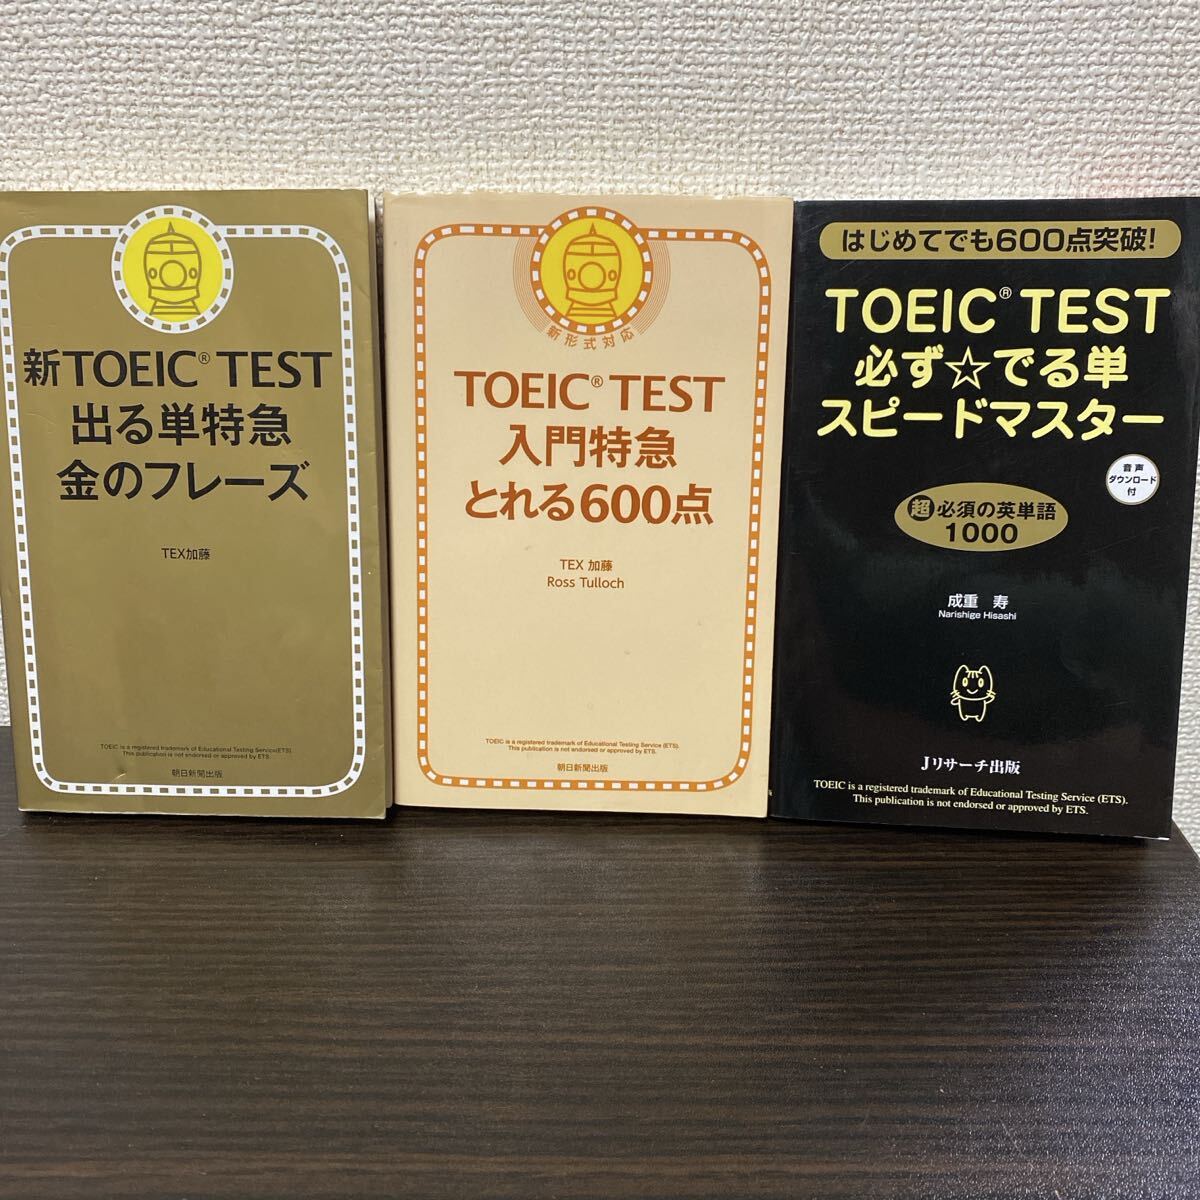 新TOEIC® TEST
出る単特急
金のフレーズ
TEX加藤
TOEIC is a registered trademark of Educational Testing Service(ETS).
This publication is not endorsed or approved by ETS.
朝日新聞出版
新形式対応
TOEIC® TEST
入門特急
とれる600点
TEX 加藤
Ross Tulloch
TOEIC is a registered trademark of Educational Testing Service (ETS).
This publication is not endorsed or approved by ETS.
朝日新聞出版
はじめてでも600点突破!
TOEIC® TEST
必ず☆でる単
スピードマスター
音声
ダウンロード
付
超必須の英単語
1000
成重 寿
Narishige Hisashi
Jリサーチ出版
TOEIC is a registered trademark of Educational Testing Service (ETS).
This publication is not endorsed or approved by ETS.